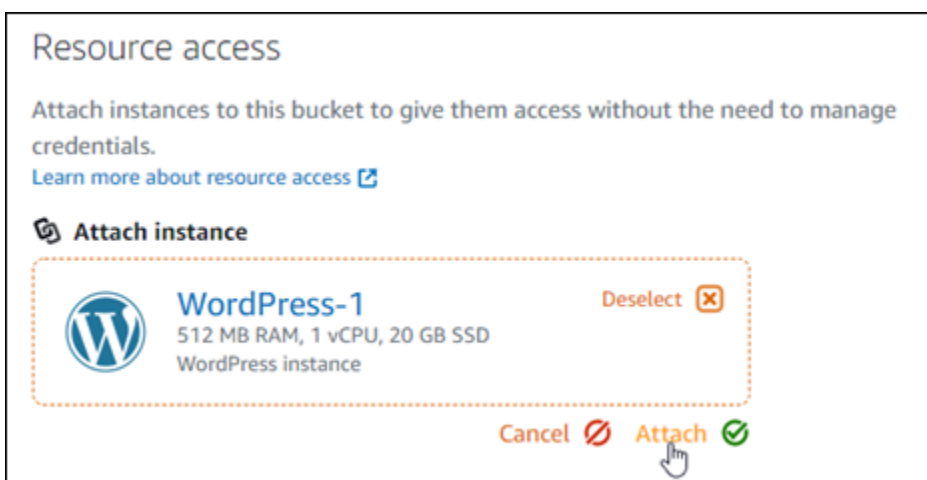 Resource access
Attach instances to this bucket to give them access without the need to manage
credentials.
Learn more about resource access
Attach instance
WordPress-1
Deselect
512 MB RAM, 1 vCPU, 20 GB SSD
WordPress instance
Cancel Attach